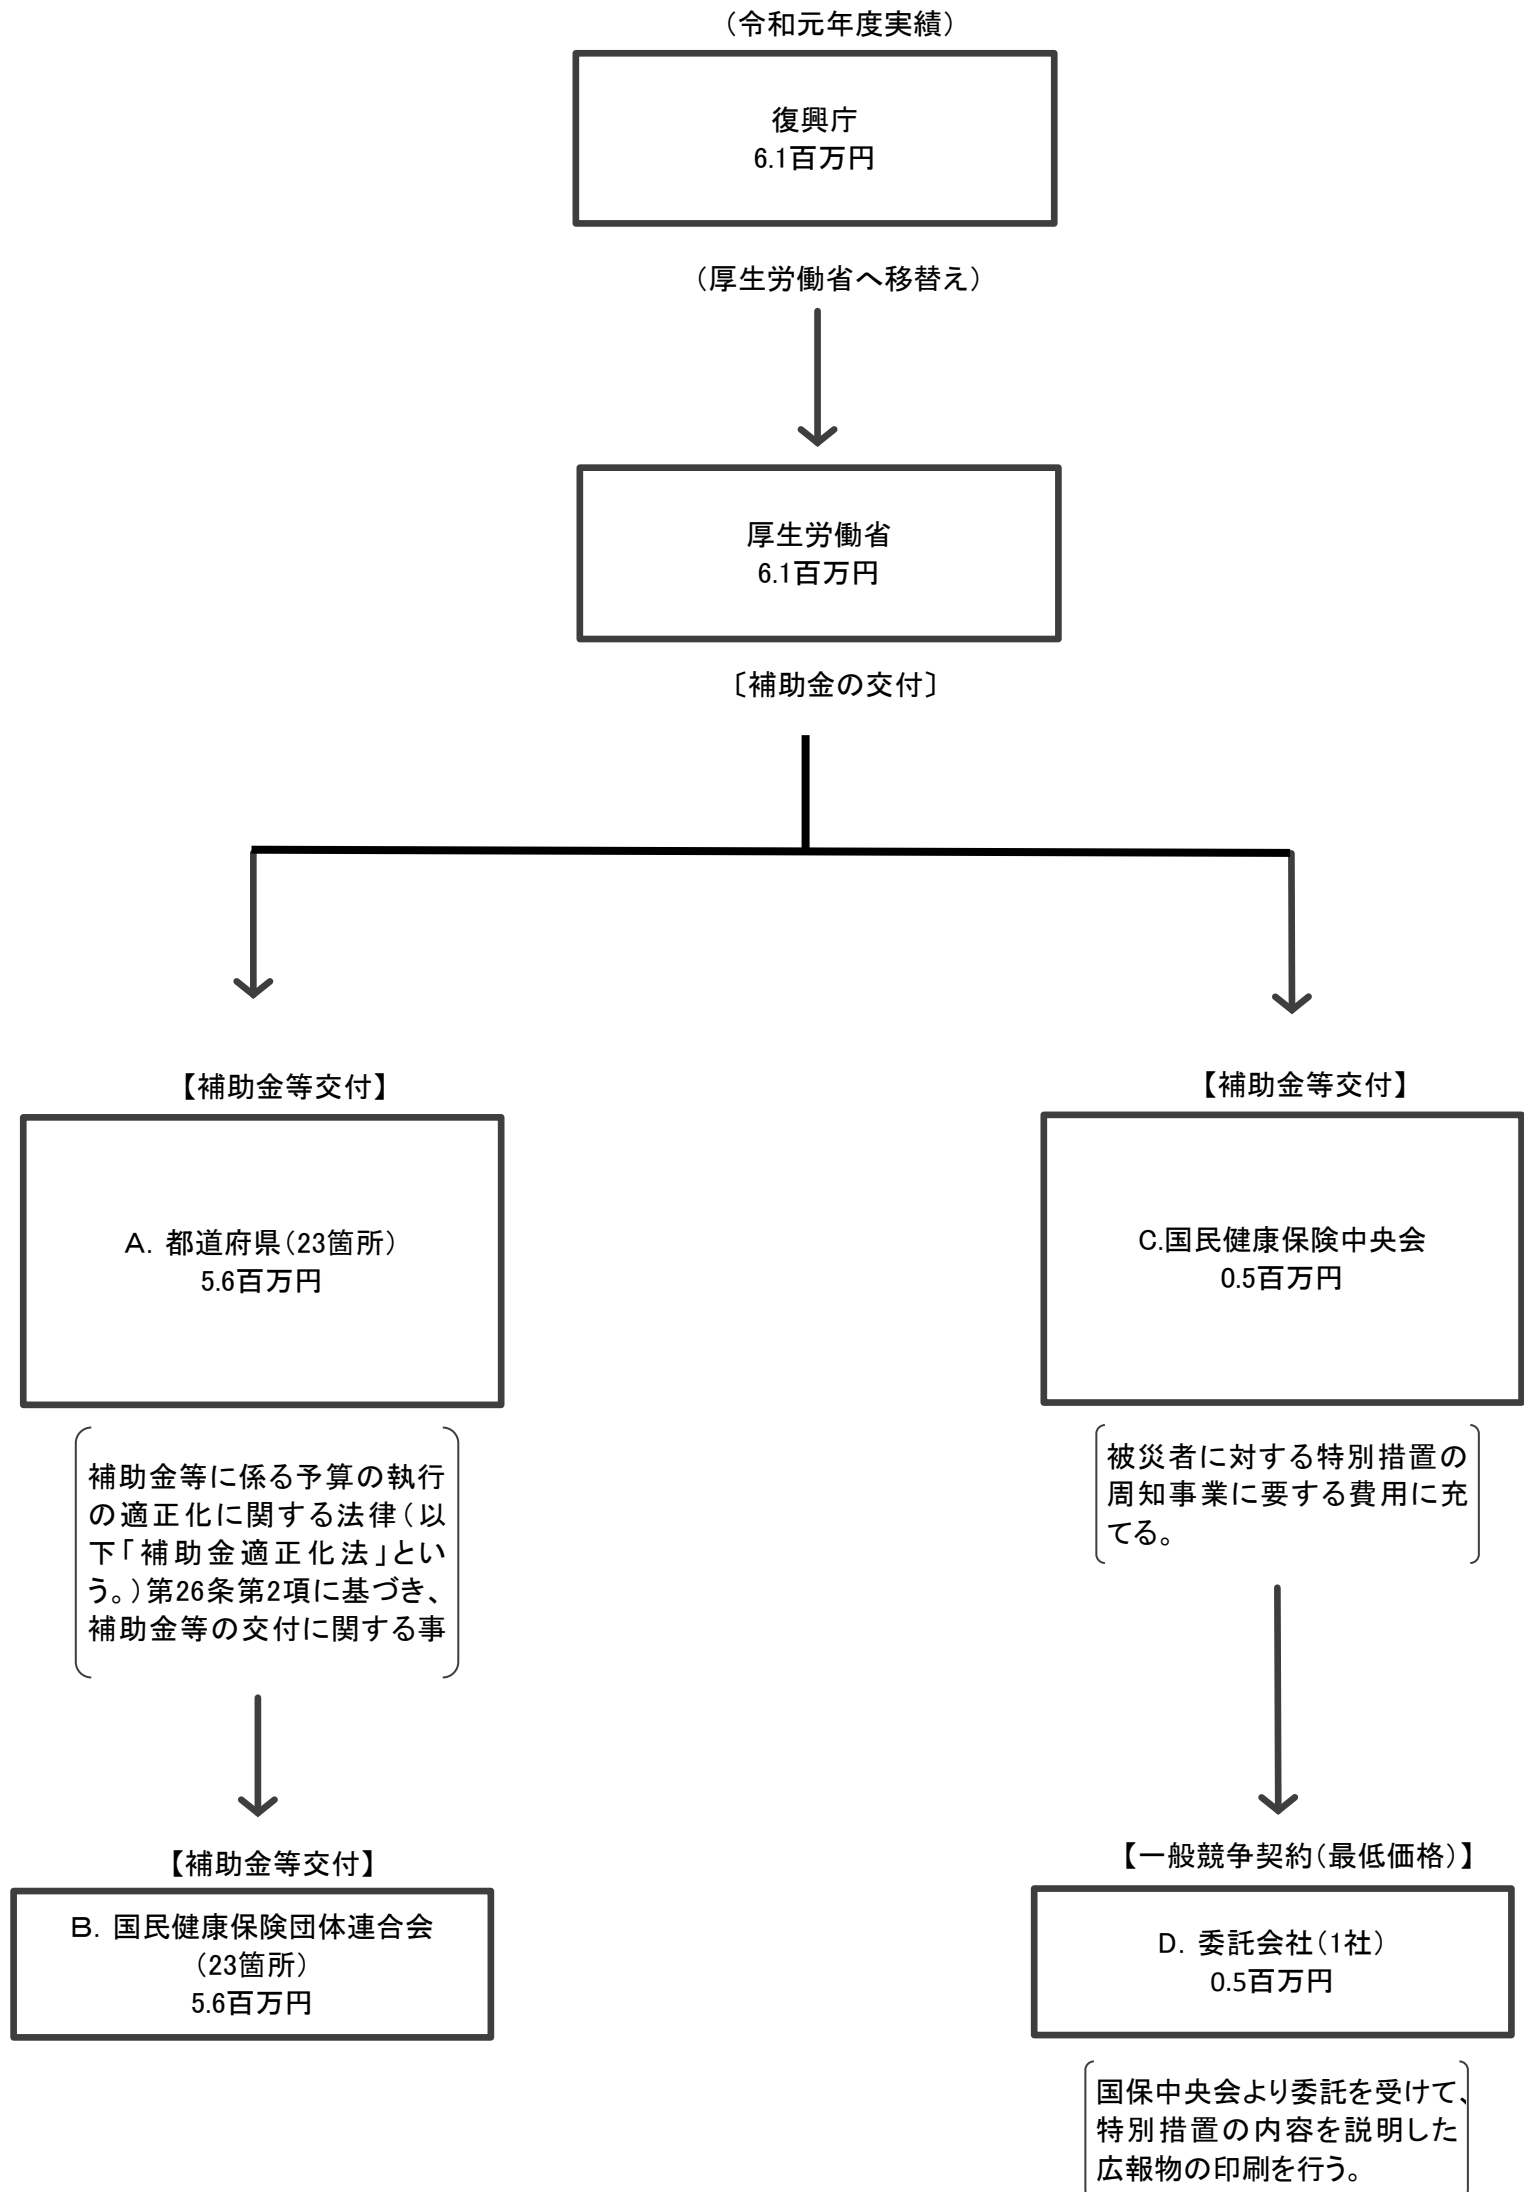 （令和元年度実績）
復興庁
6.1百万円
（厚生労働省へ移替え）
厚生労働省
6.1百万円
〔補助金の交付〕
【補助金等交付】
A．都道府県（23箇所）
5.6百万円
補助金等に係る予算の執行
の適正化に関する法律（以
下「補助金適正化法」とい
う。）第26条第2項に基づき、
補助金等の交付に関する事
【補助金等交付】
B．国民健康保険団体連合会
（23箇所）
5.6百万円
【補助金等交付】
C.国民健康保険中央会
0.5百万円
被災者に対する特別措置の
周知事業に要する費用に充
てる。
【一般競争契約（最低価格）】
D．委託会社（1社）
0.5百万円
国保中央会より委託を受けて、
特別措置の内容を説明した
広報物の印刷を行う。